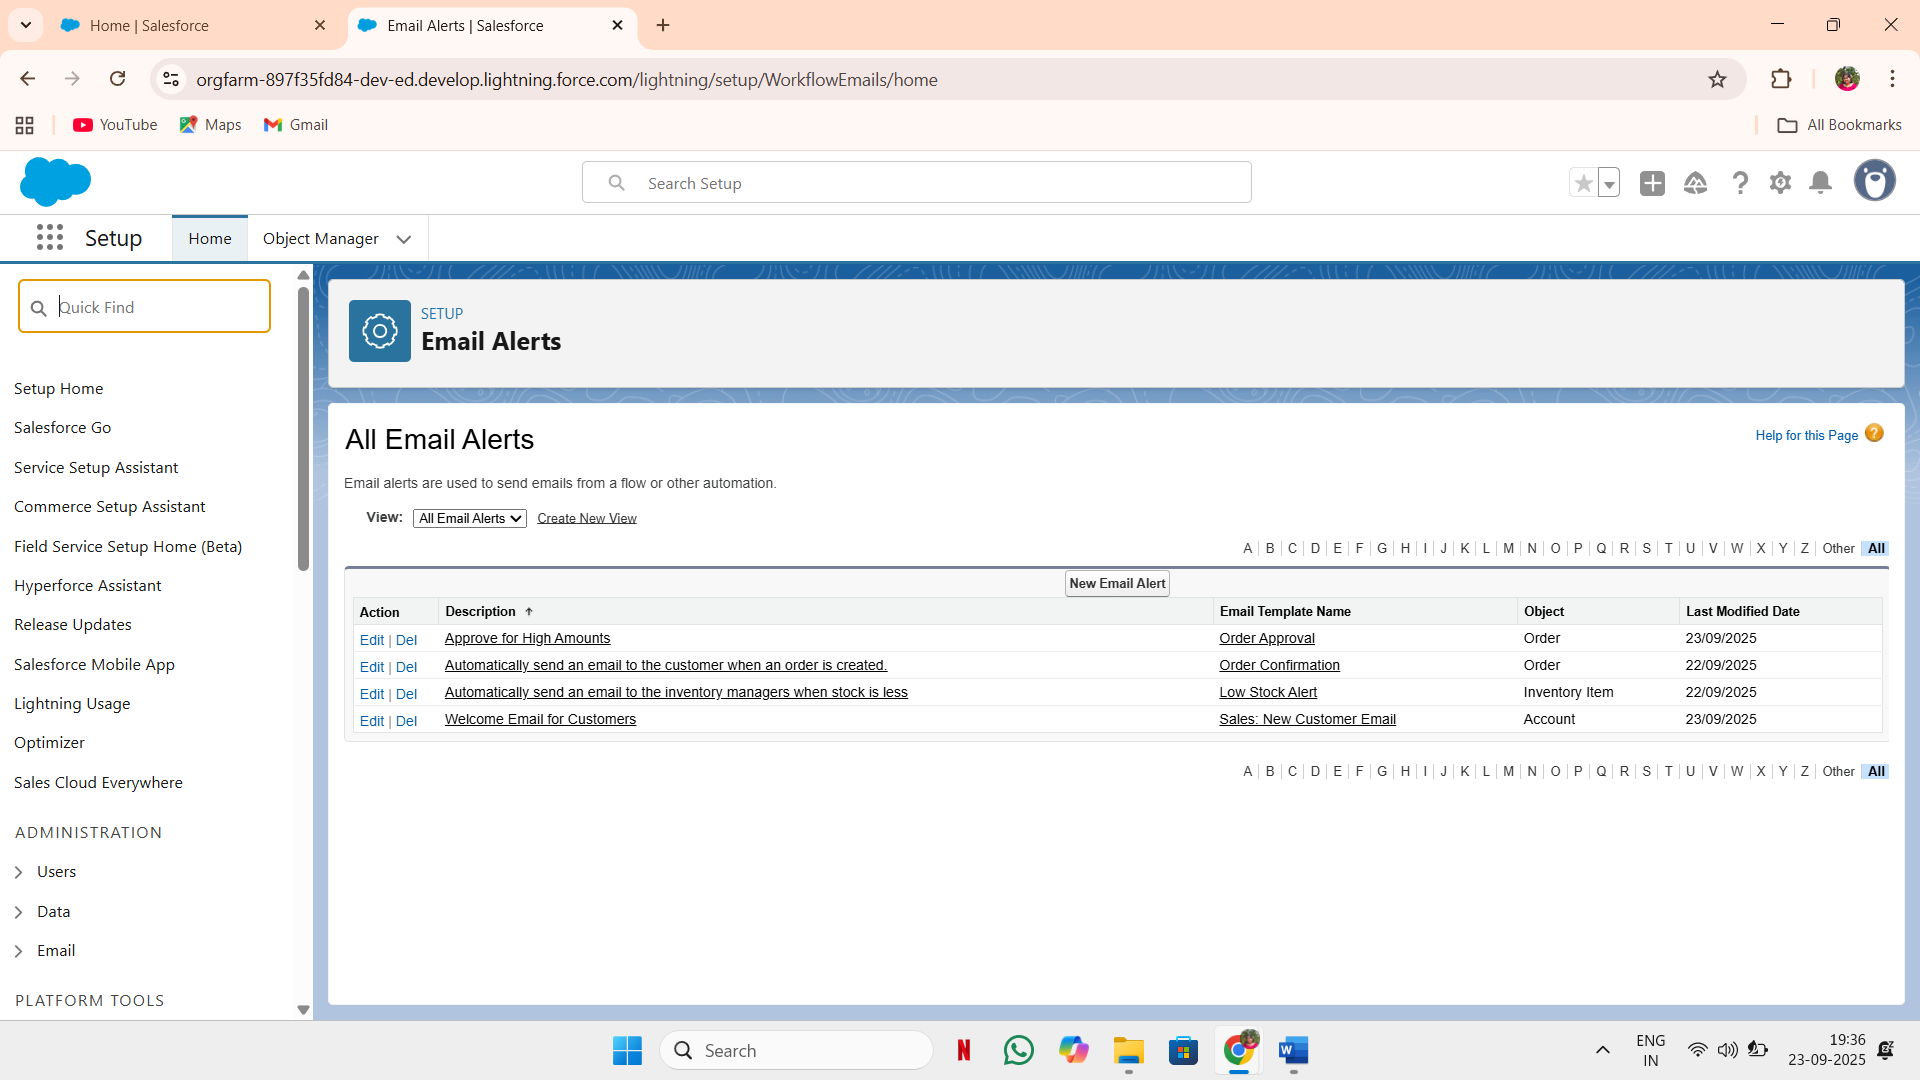 Home | Salesforce
Email Alerts | Salesforce
orgfarm-897f35fd84-dev-ed.develop.lightning.force.com/lightning/setup/WorkflowEmails/home
YouTube Maps Gmail All Bookmarks
Search Setup
Setup Home Object Manager
Quick Find
Setup Home
Salesforce Go
Service Setup Assistant
Commerce Setup Assistant
Field Service Setup Home (Beta)
Hyperforce Assistant
Release Updates
Salesforce Mobile App
Lightning Usage
Optimizer
Sales Cloud Everywhere
ADMINISTRATION
Users
Data
Email
PLATFORM TOOLS
SETUP
Email Alerts
All Email Alerts
Help for this Page ?
Email alerts are used to send emails from a flow or other automation.
View: All Email Alerts Create New View
A | B | C | D | E | F | G | H | I | J | K | L | M | N | O | P | Q | R | S | T | U | V | W | X | Y | Z | Other All
New Email Alert
Action Description Email Template Name Object Last Modified Date
Edit | Del Approve for High Amounts Order Approval Order 23/09/2025
Edit | Del Automatically send an email to the customer when an order is created. Order Confirmation Order 22/09/2025
Edit | Del Automatically send an email to the inventory managers when stock is less Low Stock Alert Inventory Item 22/09/2025
Edit | Del Welcome Email for Customers Sales: New Customer Email Account 23/09/2025
A | B | C | D | E | F | G | H | I | J | K | L | M | N | O | P | Q | R | S | T | U | V | W | X | Y | Z | Other All
Search
N
W
ENG
IN
19:36
23-09-2025